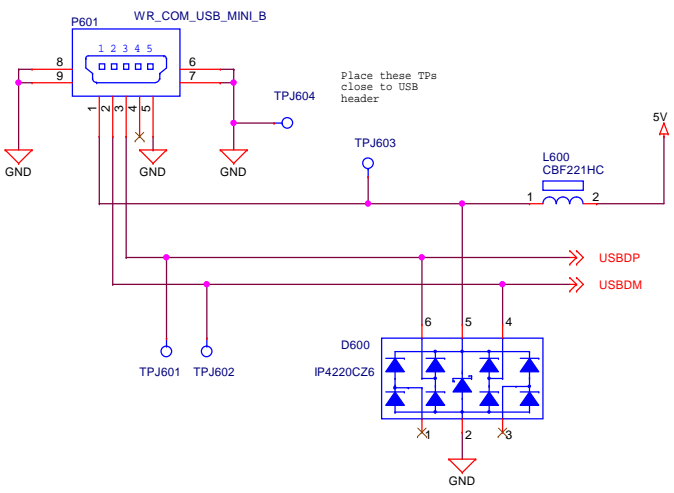 WR_COM_USB_MINI_B
P601
1 2 3 4 5
8
9
6
7
1
2
3
4
5
Place these TPs
close to USB
header
TPJ604
TPJ603
5V
L600
CBF221HC
1
2
GND
GND
GND
USBDP
USBDM
6
5
4
D600
IP4220CZ6
TPJ601
TPJ602
1
2
3
GND